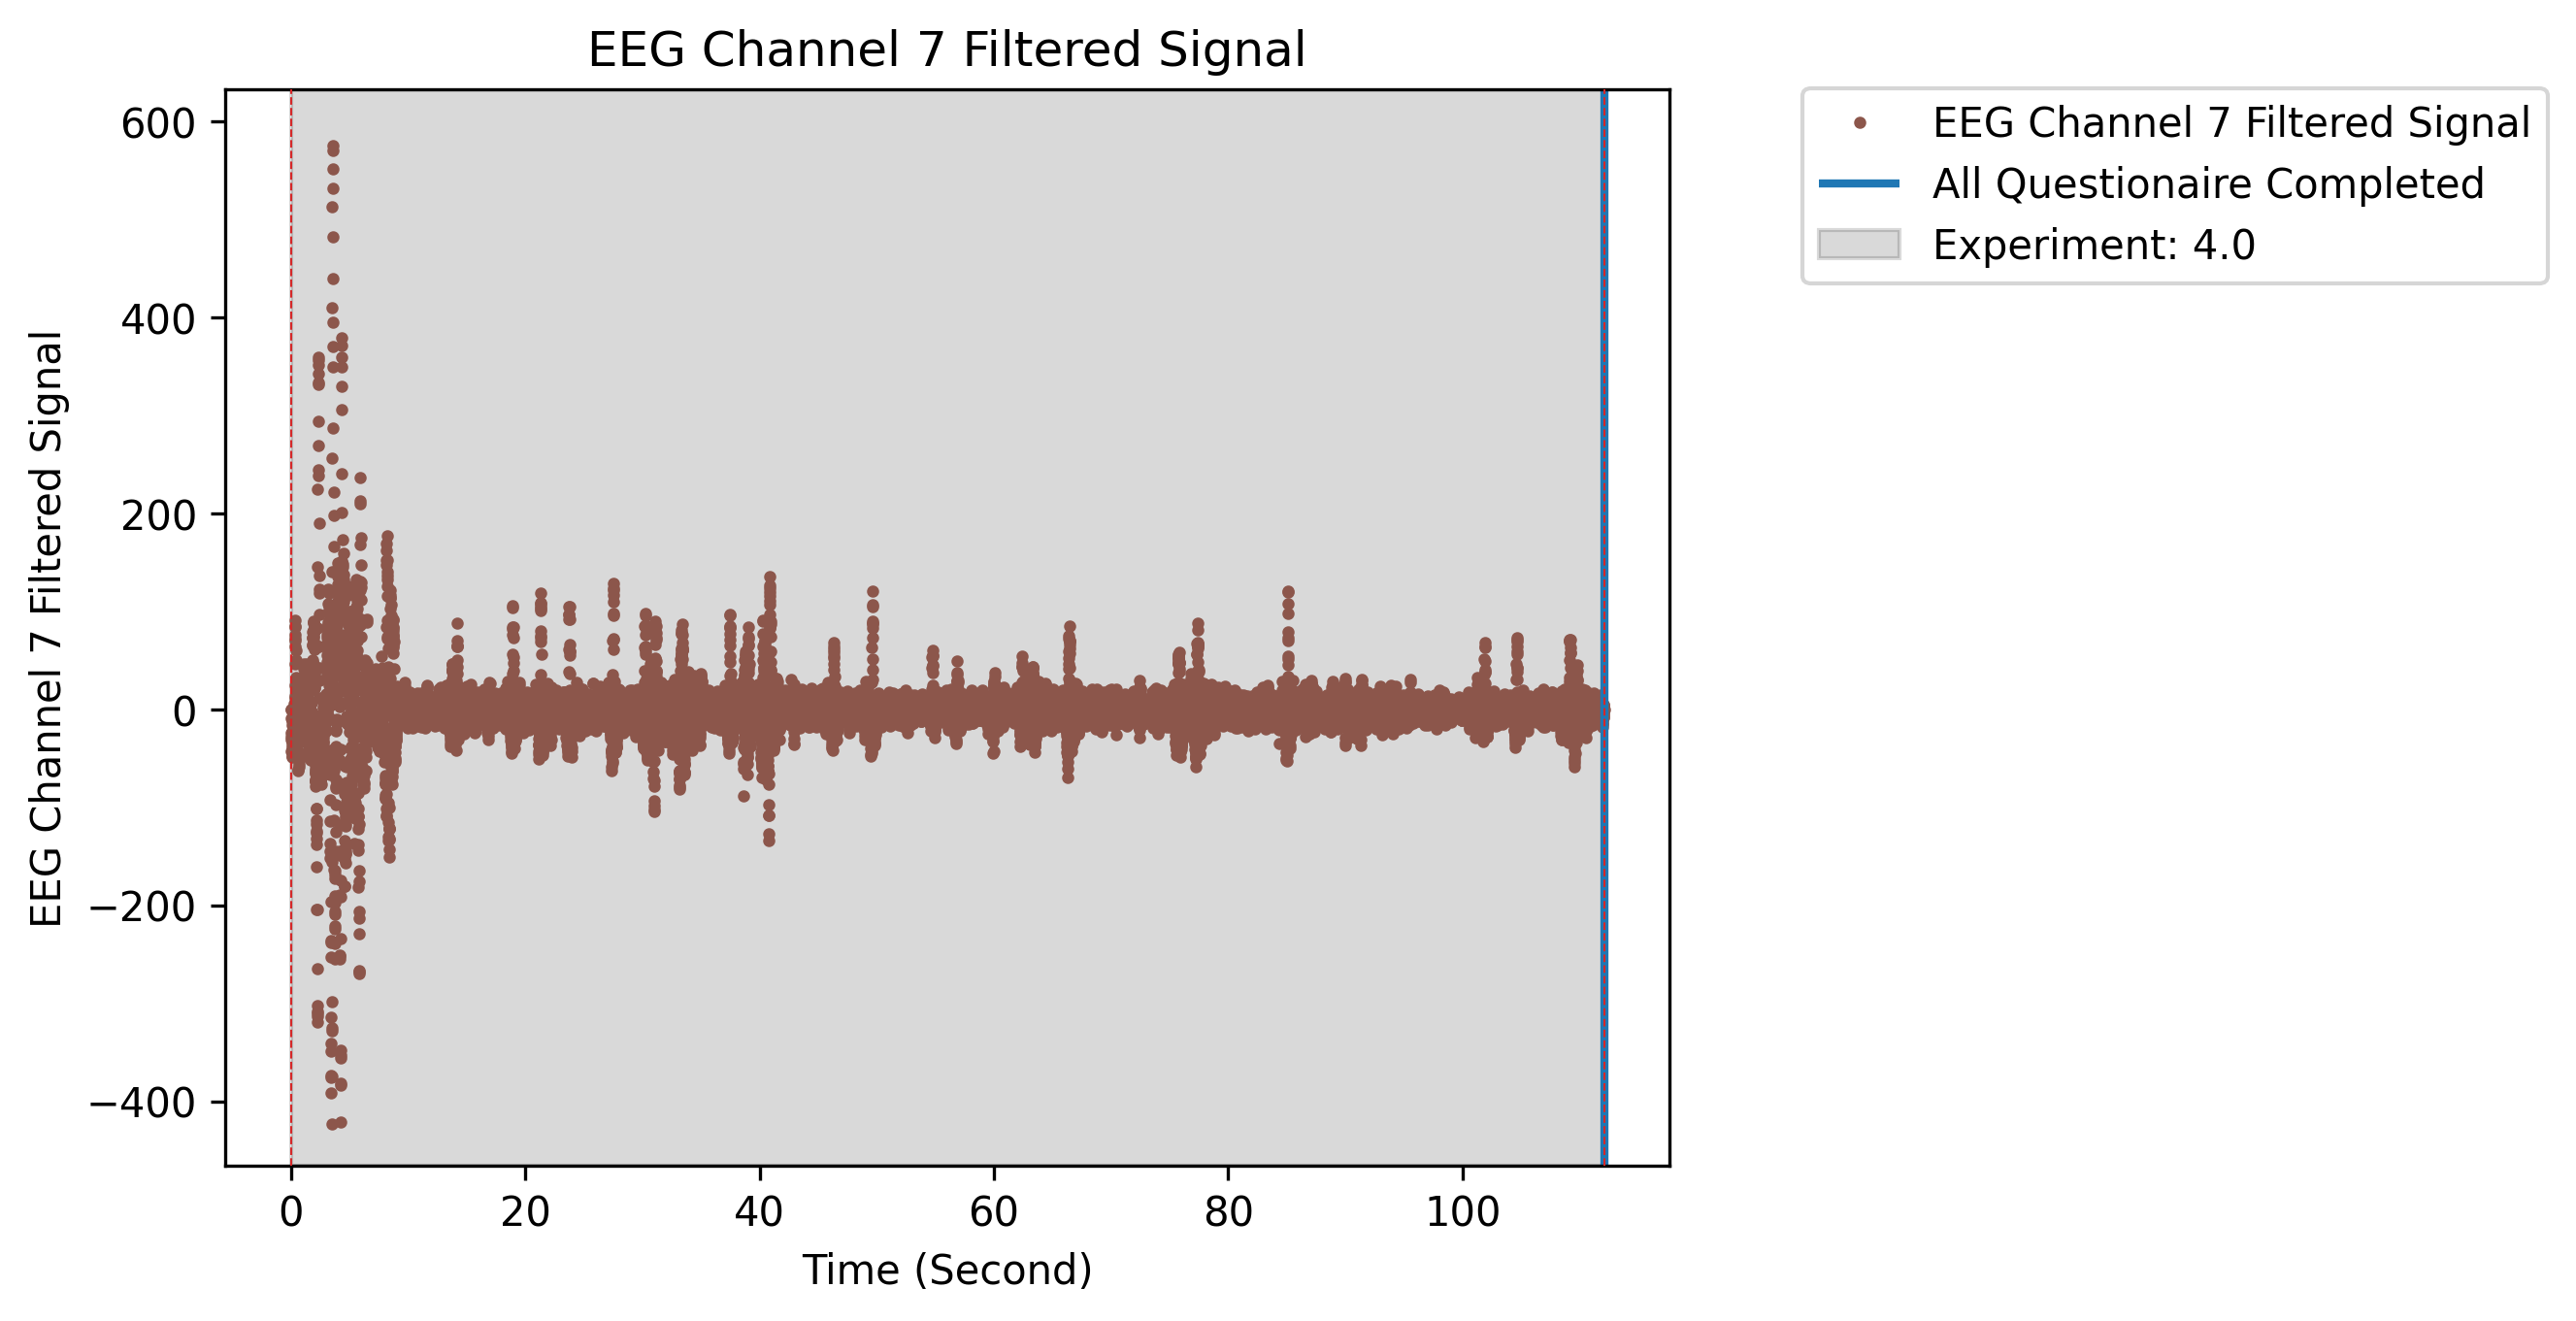 EEG Channel 7 Filtered Signal
EEG Channel 7 Filtered Signal
600
400
200
0
−200
−400
0 20 40 60 80 100
Time (Second)
EEG Channel 7 Filtered Signal
All Questionaire Completed
Experiment: 4.0